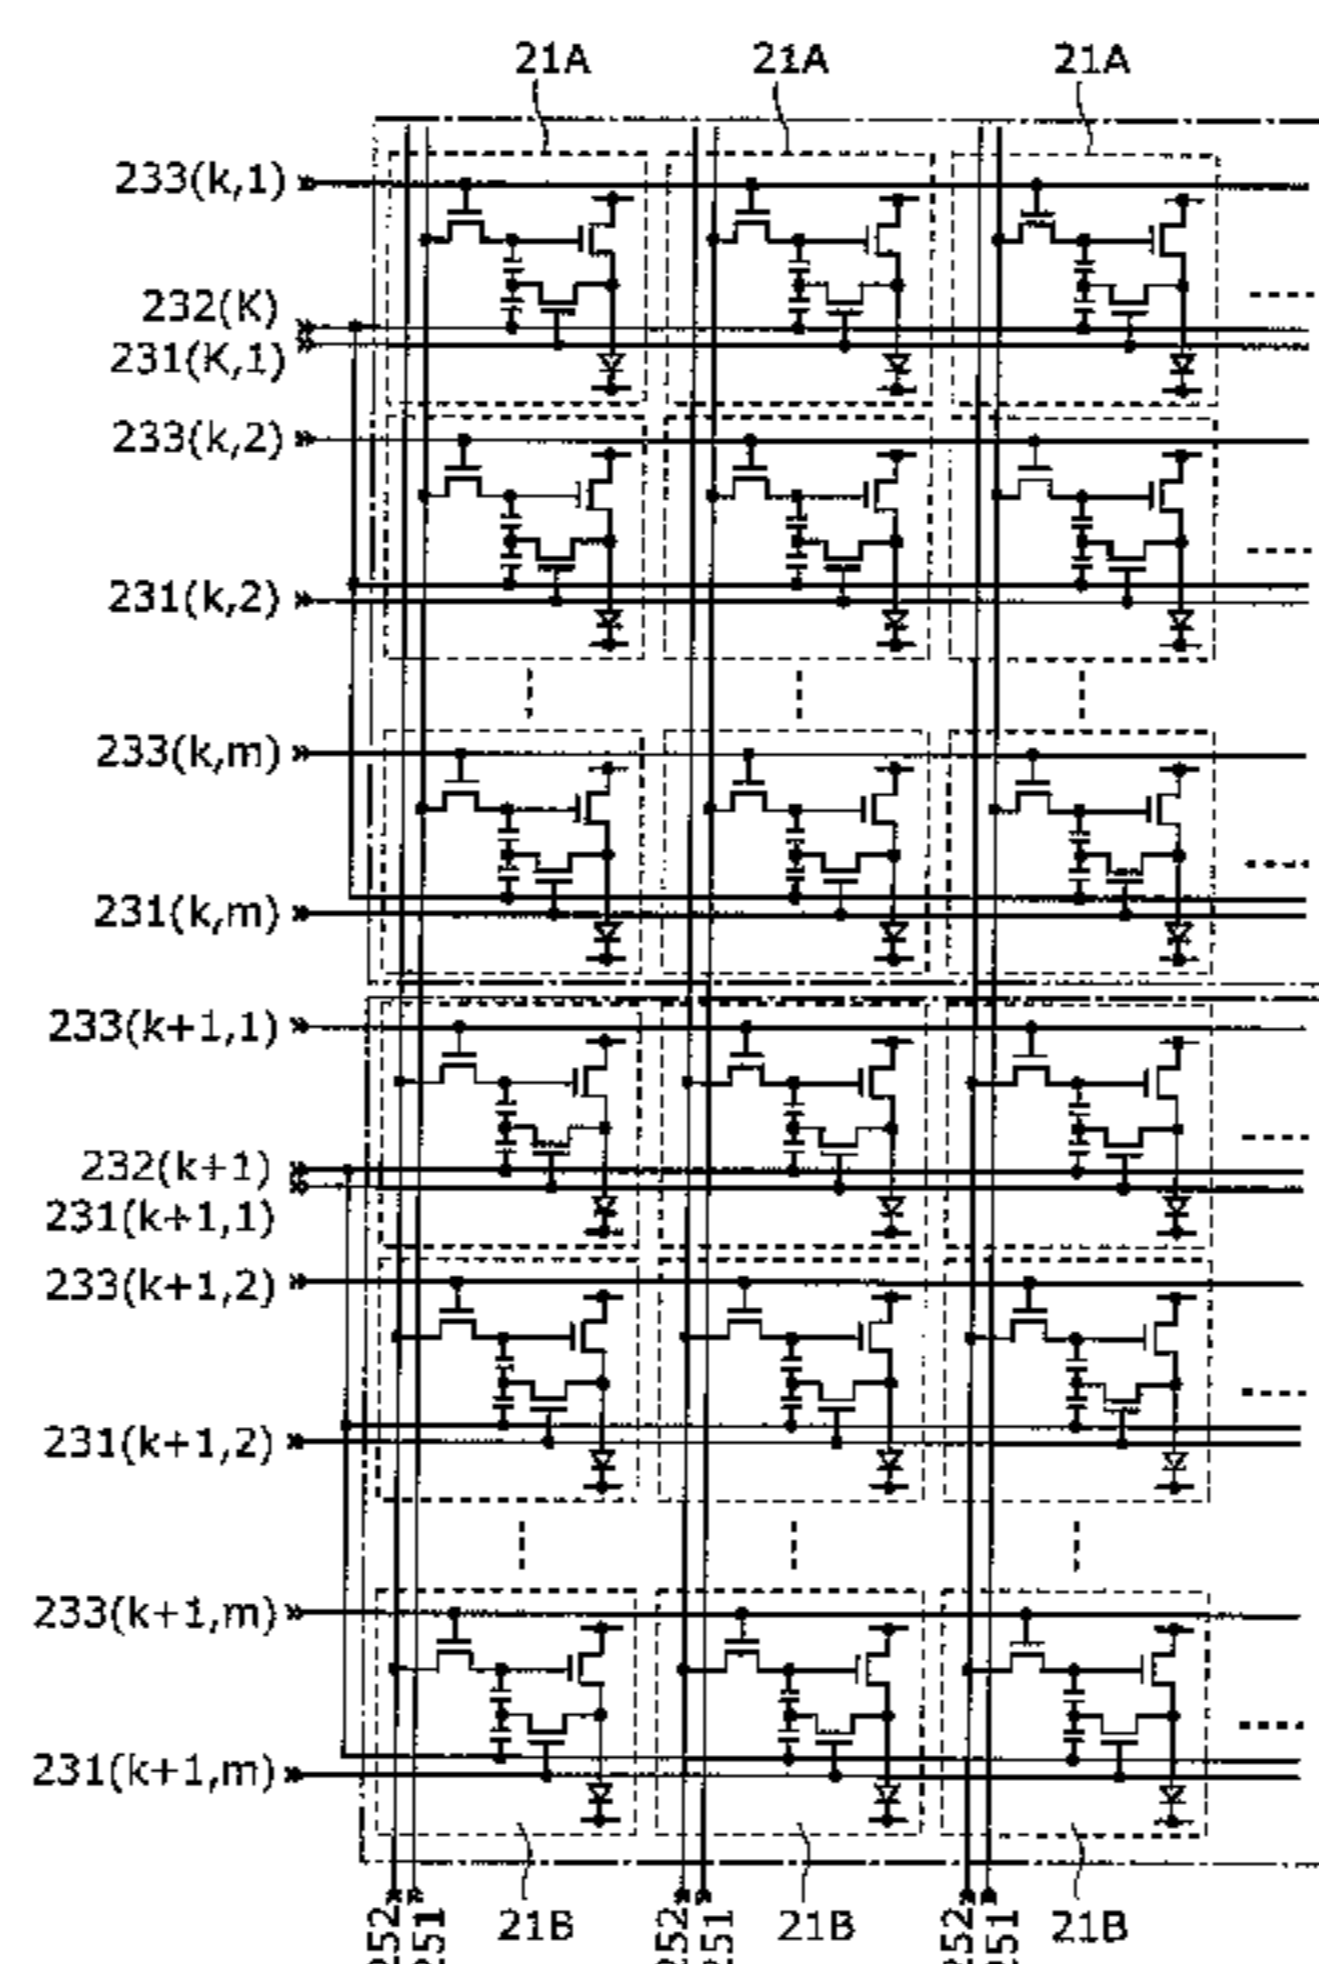 21A 21A 21A
233(k,1)
232(K)
231(K,1)
233(k,2)
231(k,2)
233(k,m)
231(k,m)
233(k+1,1)
232(k+1)
231(k+1,1)
233(k+1,2)
231(k+1,2)
233(k+1,m)
231(k+1,m)
252 251 21B 252 251 21B 252 251 21B